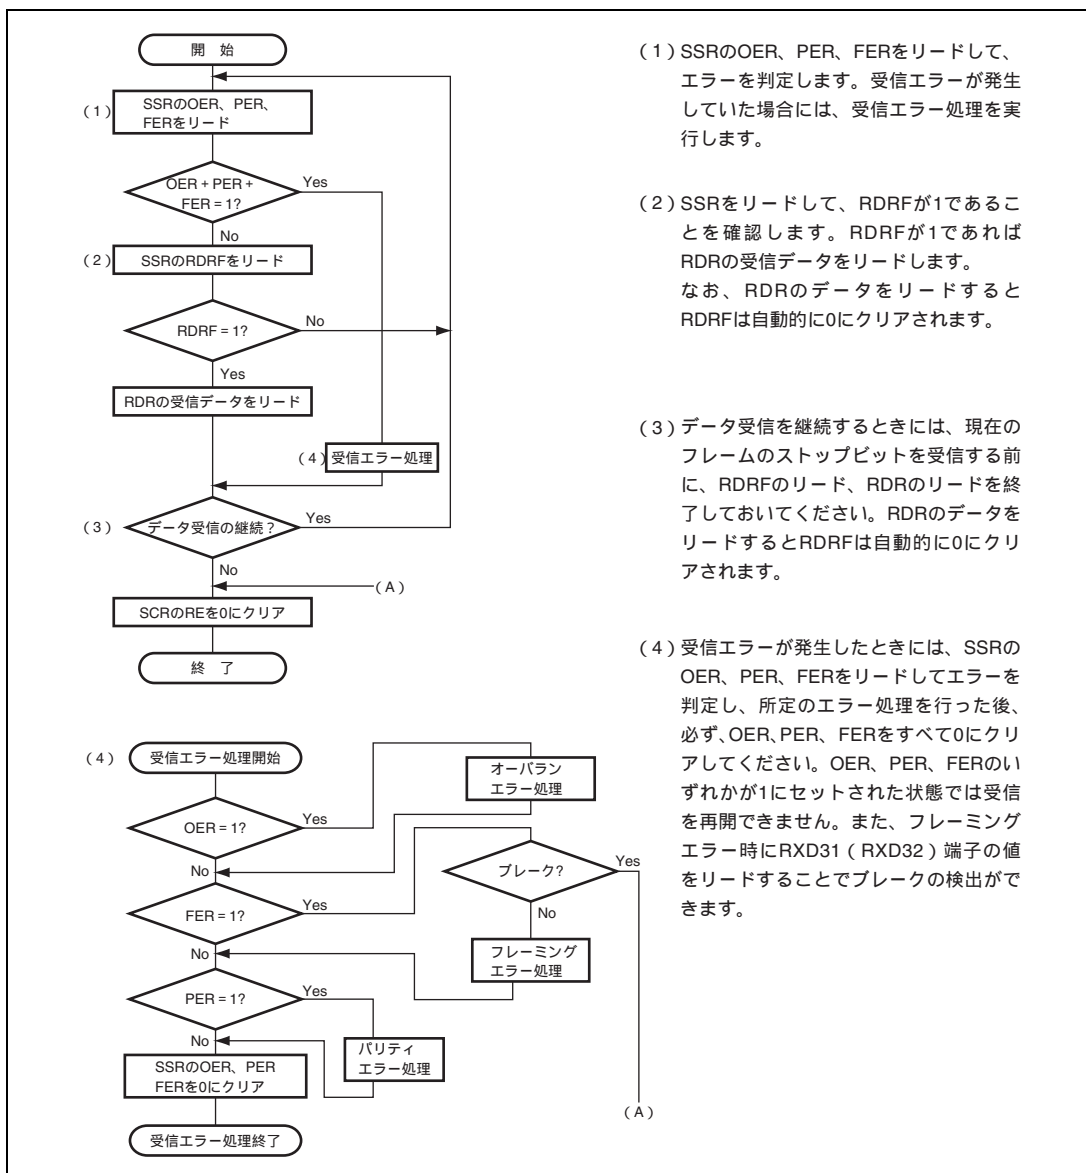 開　始
(1)
SSRのOER、PER、
FERをリード
OER + PER +
FER = 1?
Yes
No
(2)
SSRのRDRFをリード
RDRF = 1?
No
Yes
RDRの受信データをリード
(4)
受信エラー処理
(3)
データ受信の継続？
Yes
No
(A)
SCRのREを0にクリア
終　了
(4)
受信エラー処理開始
オーバラン
エラー処理
OER = 1?
Yes
No
ブレーク?
Yes
FER = 1?
Yes
No
No
フレーミング
エラー処理
PER = 1?
Yes
No
パリティ
エラー処理
SSRのOER、PER
FERを0にクリア
(A)
受信エラー処理終了
(1) SSRのOER、PER、FERをリードして、
エラーを判定します。受信エラーが発生
していた場合には、受信エラー処理を実
行します。
(2) SSRをリードして、RDRFが1であるこ
とを確認します。RDRFが1であれば
RDRの受信データをリードします。
なお、RDRのデータをリードすると
RDRFは自動的に0にクリアされます。
(3) データ受信を継続するときには、現在の
フレームのストップビットを受信する前
に、RDRFのリード、RDRのリードを終
了しておいてください。RDRのデータを
リードするとRDRFは自動的に0にクリ
アされます。
(4) 受信エラーが発生したときには、SSRの
OER、PER、FERをリードしてエラーを
判定し、所定のエラー処理を行った後、
必ず、OER、PER、FERをすべて0にクリ
アしてください。OER、PER、FERのい
ずれかが1にセットされた状態では受信
を再開できません。また、フレーミング
エラー時にRXD31（RXD32）端子の値
をリードすることでブレークの検出がで
きます。